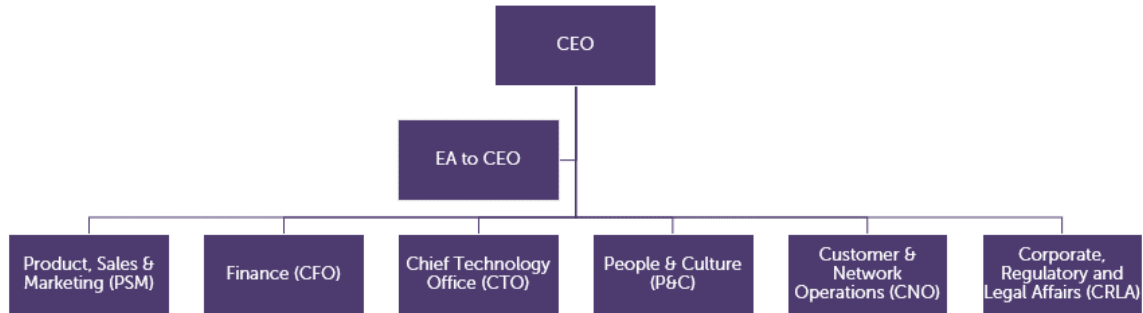 CEO
EA to CEO
Product, Sales &
Marketing (PSM)
Finance (CFO)
Chief Technology
Office (CTO)
People & Culture
(P&C)
Customer &
Network
Operations (CNO)
Corporate,
Regulatory and
Legal Affairs (CRLA)